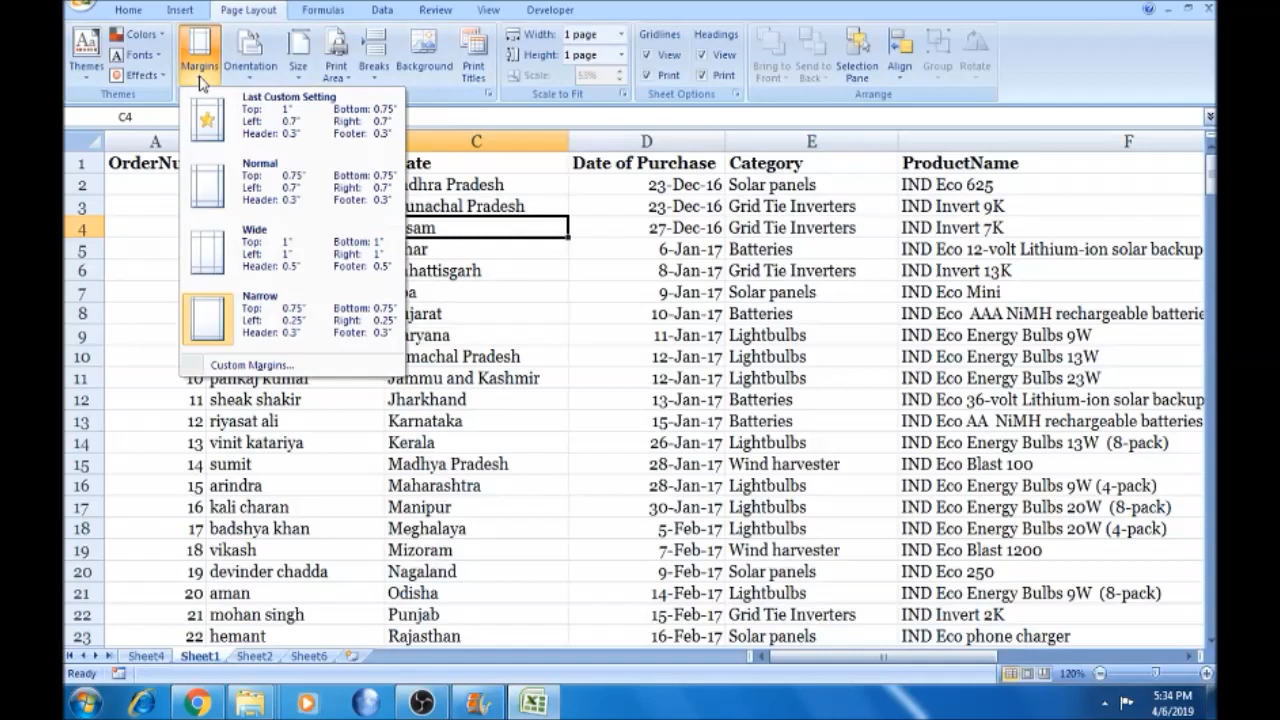 Home Insert Page Layout Formulas Data Review View Developer
Themes Colors Fonts Effects Themes
Margins Orientation Size Print Area Breaks Background Print Titles
Width: 1 page
Height: 1 page
Scale: 53%
Scale to Fit
Gridlines Headings
View View
Print Print
Sheet Options
Bring to Front Send to Back Selection Pane Align Group Rotate
Arrange
C4
Last Custom Setting
Top: 1" Bottom: 0.75"
Left: 0.7" Right: 0.7"
Header: 0.3" Footer: 0.3"
Normal
Top: 0.75" Bottom: 0.75"
Left: 0.7" Right: 0.7"
Header: 0.3" Footer: 0.3"
Wide
Top: 1" Bottom: 1"
Left: 1" Right: 1"
Header: 0.5" Footer: 0.5"
Narrow
Top: 0.75" Bottom: 0.75"
Left: 0.25" Right: 0.25"
Header: 0.3" Footer: 0.3"
Custom Margins...
A C D E F
1 OrderNu ate Date of Purchase Category ProductName
2 dhra Pradesh 23-Dec-16 Solar panels IND Eco 625
3 unachal Pradesh 23-Dec-16 Grid Tie Inverters IND Invert 9K
4 sam 27-Dec-16 Grid Tie Inverters IND Invert 7K
5 har 6-Jan-17 Batteries IND Eco 12-volt Lithium-ion solar backup
6 hattisgarh 8-Jan-17 Grid Tie Inverters IND Invert 13K
7 oa 9-Jan-17 Solar panels IND Eco Mini
8 jarat 10-Jan-17 Batteries IND Eco  AAA NiMH rechargeable batterie
9 aryana 11-Jan-17 Lightbulbs IND Eco Energy Bulbs 9W
10 machal Pradesh 12-Jan-17 Lightbulbs IND Eco Energy Bulbs 13W
11 10 pankaj kumar Jammu and Kashmir 12-Jan-17 Lightbulbs IND Eco Energy Bulbs 23W
12 11 sheak shakir Jharkhand 13-Jan-17 Batteries IND Eco 36-volt Lithium-ion solar backup
13 12 riyasat ali Karnataka 15-Jan-17 Batteries IND Eco AA  NiMH rechargeable batteries
14 13 vinit katariya Kerala 26-Jan-17 Lightbulbs IND Eco Energy Bulbs 13W  (8-pack)
15 14 sumit Madhya Pradesh 28-Jan-17 Wind harvester IND Eco Blast 100
16 15 arindra Maharashtra 28-Jan-17 Lightbulbs IND Eco Energy Bulbs 9W (4-pack)
17 16 kali charan Manipur 30-Jan-17 Lightbulbs IND Eco Energy Bulbs 20W  (8-pack)
18 17 badshya khan Meghalaya 5-Feb-17 Lightbulbs IND Eco Energy Bulbs 20W (4-pack)
19 18 vikash Mizoram 7-Feb-17 Wind harvester IND Eco Blast 1200
20 19 devinder chadda Nagaland 9-Feb-17 Solar panels IND Eco 250
21 20 aman Odisha 14-Feb-17 Lightbulbs IND Eco Energy Bulbs 9W  (8-pack)
22 21 mohan singh Punjab 15-Feb-17 Grid Tie Inverters IND Invert 2K
23 22 hemant Rajasthan 16-Feb-17 Solar panels IND Eco phone charger
Sheet4 Sheet1 Sheet2 Sheet6
Ready 120%
5:34 PM
4/6/2019